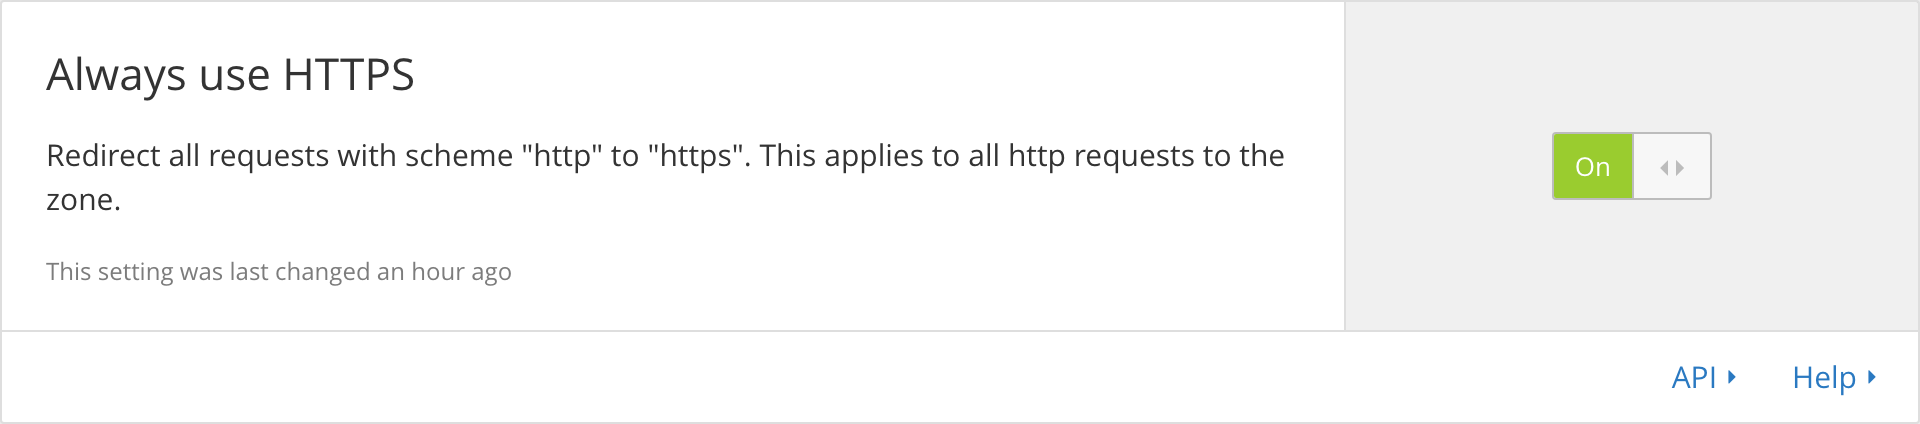 Always use HTTPS
Redirect all requests with scheme "http" to "https". This applies to all http requests to the
zone.
This setting was last changed an hour ago
On
API
Help